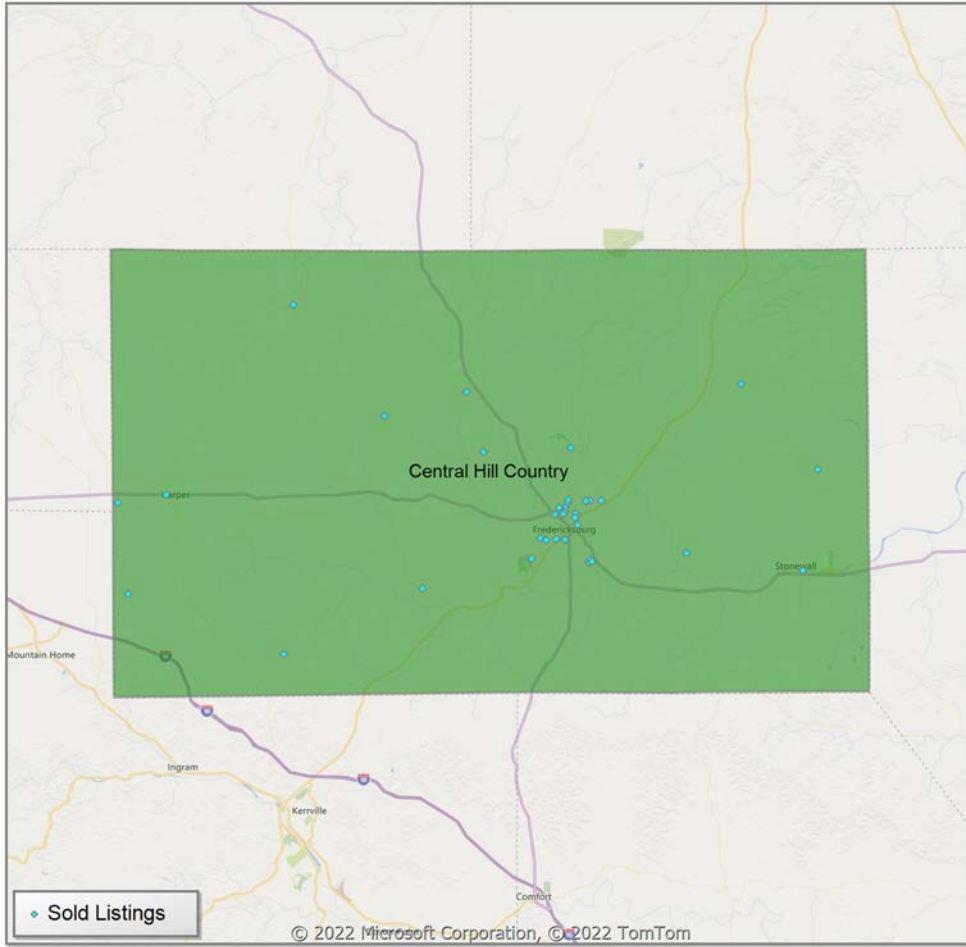 Central Hill Country
Harper
Fredericksburg
Stonewall
Mountain Home
Ingram
Kerrville
Comfort
Sold Listings
© 2022 Microsoft Corporation, © 2022 TomTom